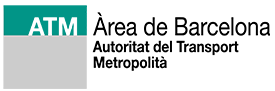 ATM Àrea de Barcelona
Autoritat del Transport
Metropolità